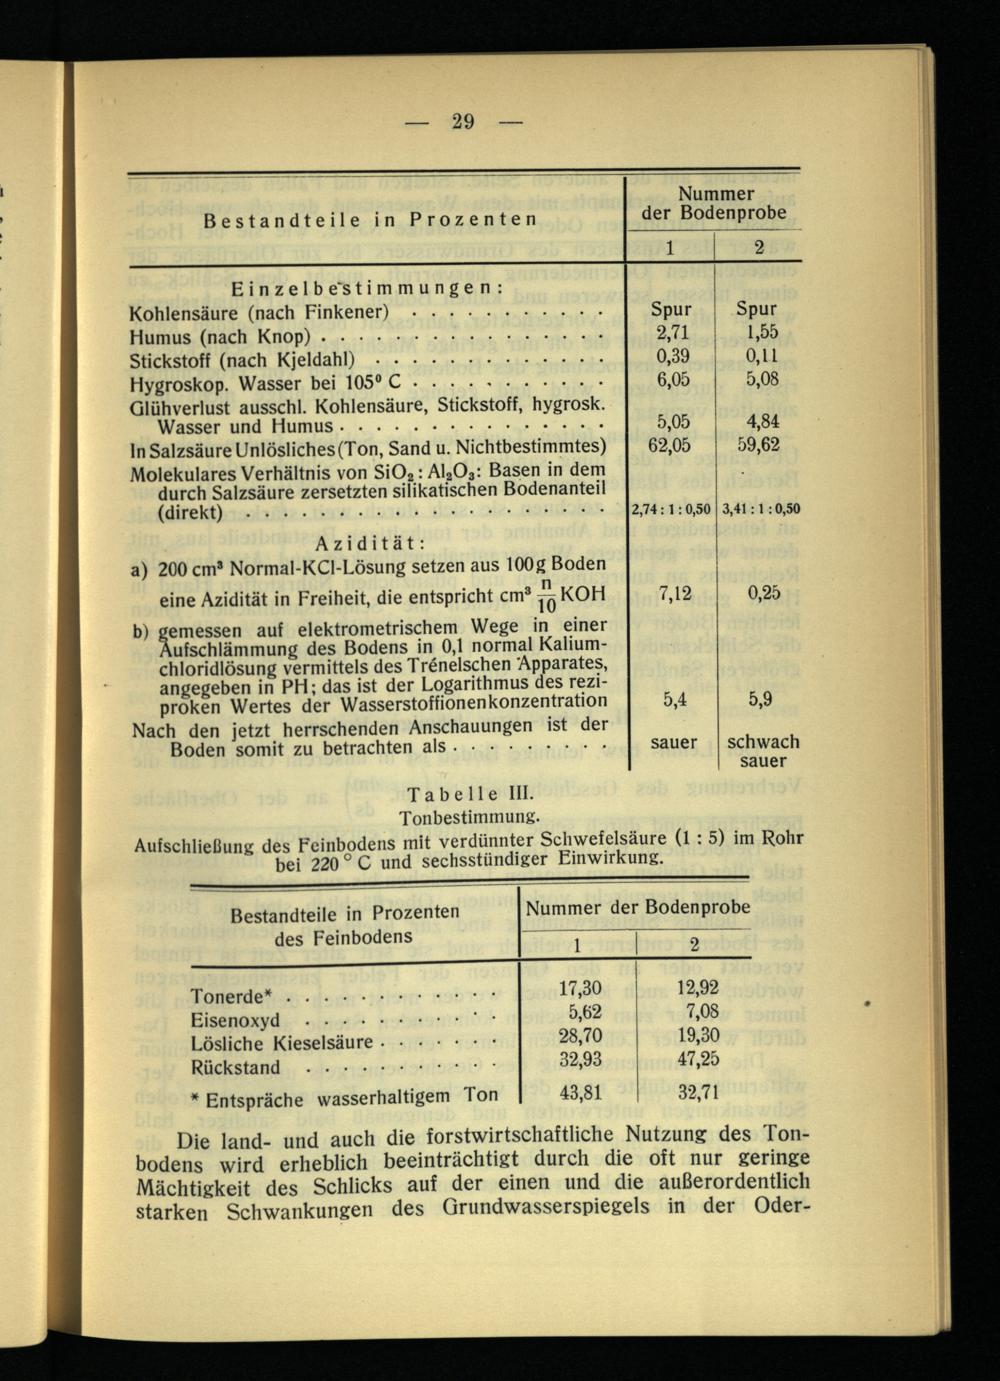 — 29 —
Bestandteile in Prozenten Nummer
der Bodenprobe
1 2
Einzelbestimmungen:
Kohlensäure (nach Finkener) . . . . . . . . . . . Spur Spur
Humus (nach Knop) . . . . . . . . . . . . . . . . 2,71 1,55
Stickstoff (nach Kjeldahl) . . . . . . . . . . . . . 0,39 0,11
Hygroskop. Wasser bei 105° C . . . . . . . . . . . 6,05 5,08
Glühverlust ausschl. Kohlensäure, Stickstoff, hygrosk.
Wasser und Humus . . . . . . . . . . . . . . . 5,05 4,84
In Salzsäure Unlösliches (Ton, Sand u. Nichtbestimmtes) 62,05 59,62
Molekulares Verhältnis von SiO₂ : Al₂O₃: Basen in dem
durch Salzsäure zersetzten silikatischen Bodenanteil
(direkt) . . . . . . . . . . . . . . . . . . . . 2,74 : 1 : 0,50 3,41 : 1 : 0,50
Azidität:
a) 200 cm³ Normal-KCl-Lösung setzen aus 100 g Boden
eine Azidität in Freiheit, die entspricht cm³ n/10 KOH 7,12 0,25
b) gemessen auf elektrometrischem Wege in einer
Aufschlämmung des Bodens in 0,1 normal Kalium-
chloridlösung vermittels des Trénelschen Apparates,
angegeben in PH; das ist der Logarithmus des rezi-
proken Wertes der Wasserstoffionenkonzentration 5,4 5,9
Nach den jetzt herrschenden Anschauungen ist der
Boden somit zu betrachten als . . . . . . . . . sauer schwach
sauer
Tabelle III.
Tonbestimmung.
Aufschließung des Feinbodens mit verdünnter Schwefelsäure (1 : 5) im Rohr
bei 220° C und sechsstündiger Einwirkung.
Bestandteile in Prozenten
des Feinbodens Nummer der Bodenprobe
1 2
Tonerde* . . . . . . . . . . . . 17,30 12,92
Eisenoxyd . . . . . . . . . . . 5,62 7,08
Lösliche Kieselsäure . . . . . . . 28,70 19,30
Rückstand . . . . . . . . . . . 32,93 47,25
* Entspräche wasserhaltigem Ton 43,81 32,71
Die land- und auch die forstwirtschaftliche Nutzung des Ton-
bodens wird erheblich beeinträchtigt durch die oft nur geringe
Mächtigkeit des Schlicks auf der einen und die außerordentlich
starken Schwankungen des Grundwasserspiegels in der Oder-